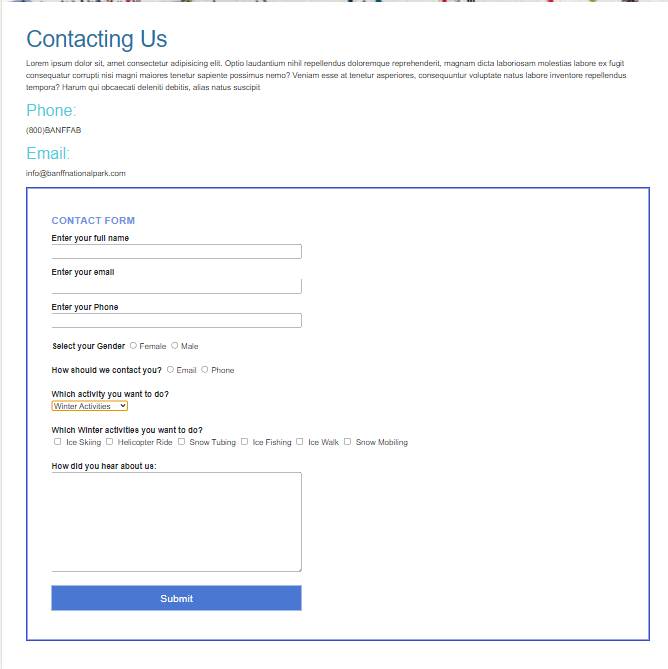 Contacting Us
Lorem ipsum dolor sit, amet consectetur adipisicing elit. Optio laudantium nihil repellendus doloremque reprehenderit, magnam dicta laboriosam molestias labore ex fugit
consequatur corrupti nisi magni maiores tenetur sapiente possimus nemo? Veniam esse at tenetur asperiores, consequuntur voluptate natus labore inventore repellendus
tempora? Harum qui obcaecati deleniti debitis, alias natus suscipit
Phone:
(800)BANFFAB
Email:
info@banffnationalpark.com
CONTACT FORM
Enter your full name
Enter your email
Enter your Phone
Select your Gender Female Male
How should we contact you? Email Phone
Which activity you want to do?
Winter Activities
Which Winter activities you want to do?
Ice Skiing Helicopter Ride Snow Tubing Ice Fishing Ice Walk Snow Mobiling
How did you hear about us:
Submit